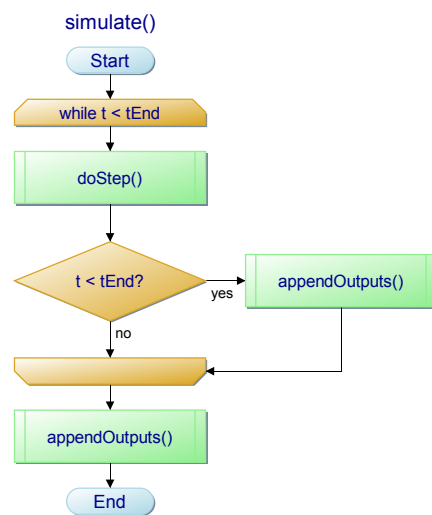 simulate()
Start
while t < tEnd
doStep()
t < tEnd?
yes
appendOutputs()
no
appendOutputs()
End